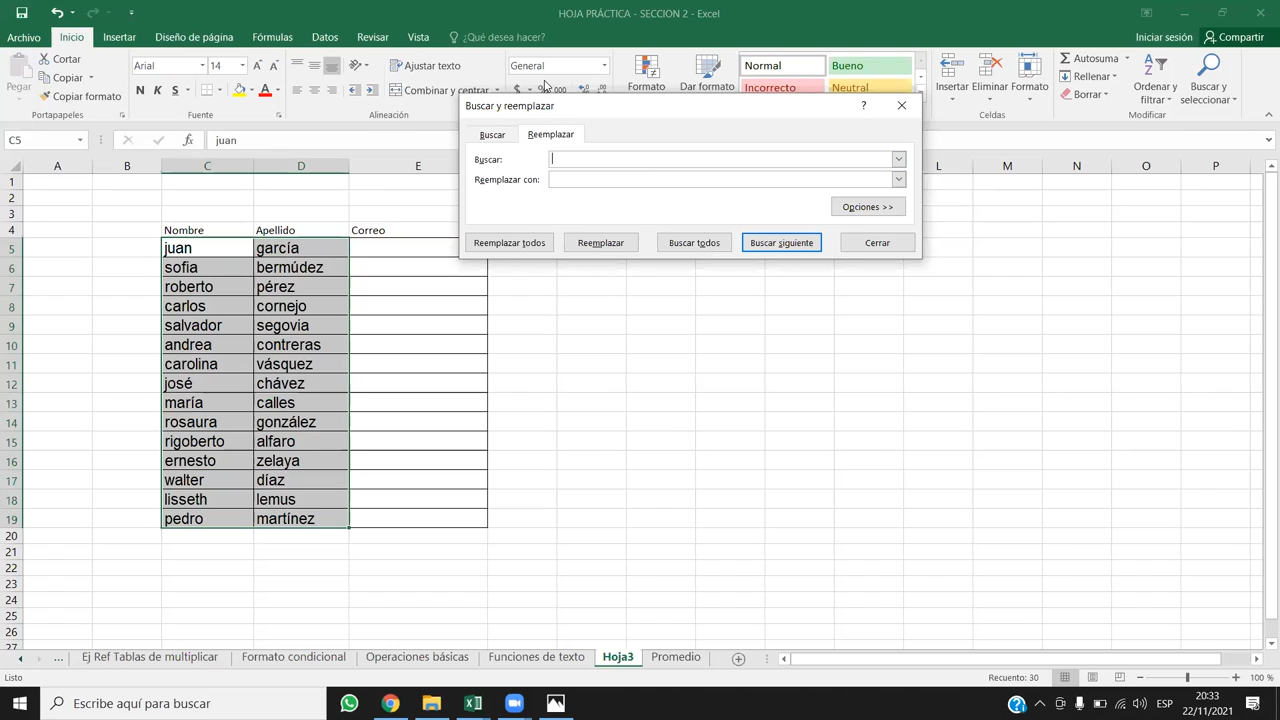 HOJA PRÁCTICA - SECCION 2 - Excel
Archivo Inicio Insertar Diseño de página Fórmulas Datos Revisar Vista ¿Qué desea hacer? Iniciar sesión Compartir
Pegar
Cortar
Copiar
Copiar formato
Portapapeles
Arial 14
N K S
Fuente
Ajustar texto
Combinar y centrar
Alineación
General
Formato
Dar formato
Normal Bueno
Incorrecto Neutral
Insertar Eliminar Formato
Celdas
Autosuma
Rellenar
Borrar
Ordenar y filtrar
Buscar y seleccionar
Modificar
Buscar y reemplazar
?
Buscar Reemplazar
Buscar:
Reemplazar con:
Opciones >>
Reemplazar todos Reemplazar Buscar todos Buscar siguiente Cerrar
C5 fx juan
A B C D E L M N O P
1
2
3
4 Nombre Apellido Correo
5 juan garcía
6 sofia bermúdez
7 roberto pérez
8 carlos cornejo
9 salvador segovia
10 andrea contreras
11 carolina vásquez
12 josé chávez
13 maría calles
14 rosaura gonzález
15 rigoberto alfaro
16 ernesto zelaya
17 walter díaz
18 lisseth lemus
19 pedro martínez
20
21
22
23
24
25
26
27
... Ej Ref Tablas de multiplicar Formato condicional Operaciones básicas Funciones de texto Hoja3 Promedio
Listo Recuento: 30 100 %
Escribe aquí para buscar
ESP
20:33
22/11/2021